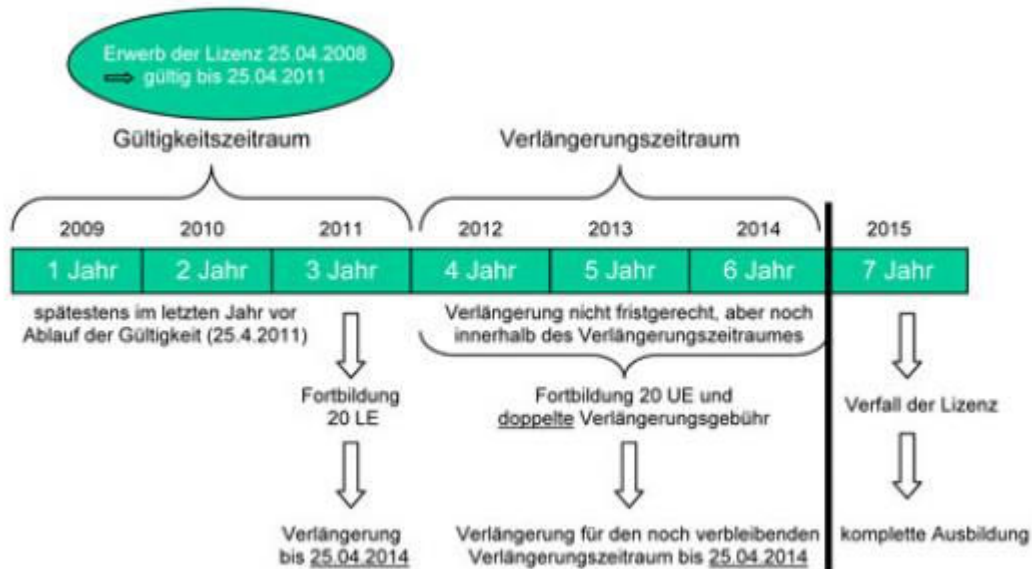 Erwerb der Lizenz 25.04.2008
gültig bis 25.04.2011
Gültigkeitszeitraum
Verlängerungszeitraum
2009
2010
2011
2012
2013
2014
2015
1 Jahr
2 Jahr
3 Jahr
4 Jahr
5 Jahr
6 Jahr
7 Jahr
spätestens im letzten Jahr vor
Ablauf der Gültigkeit (25.4.2011)
Verlängerung nicht fristgerecht, aber noch
innerhalb des Verlängerungszeitraumes
Fortbildung
20 LE
Fortbildung 20 UE und
doppelte Verlängerungsgebühr
Verfall der Lizenz
Verlängerung
bis 25.04.2014
Verlängerung für den noch verbleibenden
Verlängerungszeitraum bis 25.04.2014
komplette Ausbildung